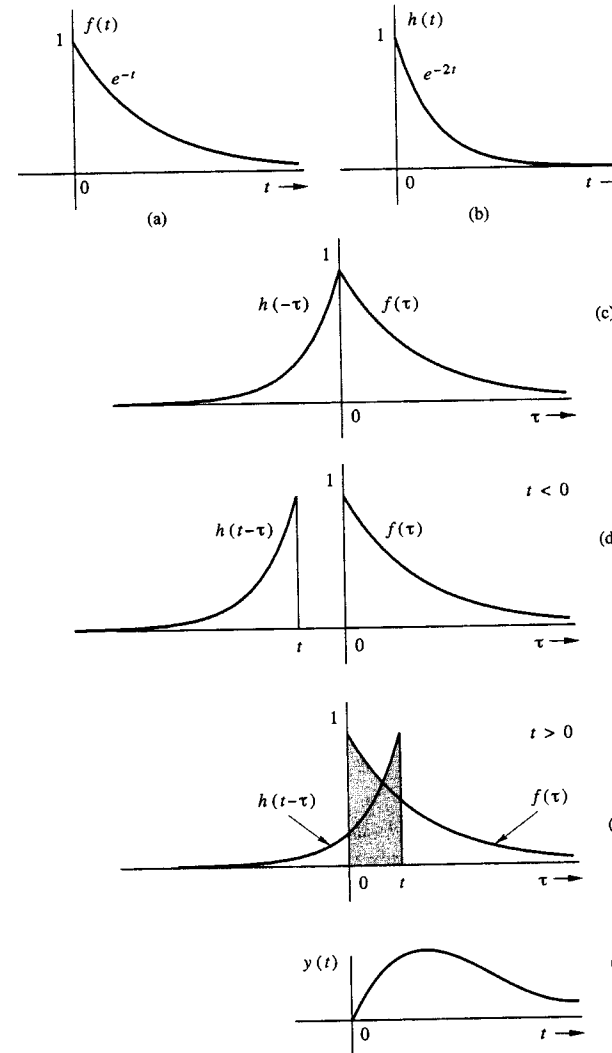 f(t)
1
e^{-t}
0 t →
(a)
h(t)
1
e^{-2t}
0 t
(b)
1
h(-τ) f(τ)
(c)
0 τ →
1 t < 0
h(t-τ) f(τ)
(d
t 0 τ →
1 t > 0
h(t-τ) f(τ)
(
0 t τ →
y(t)
0 t →